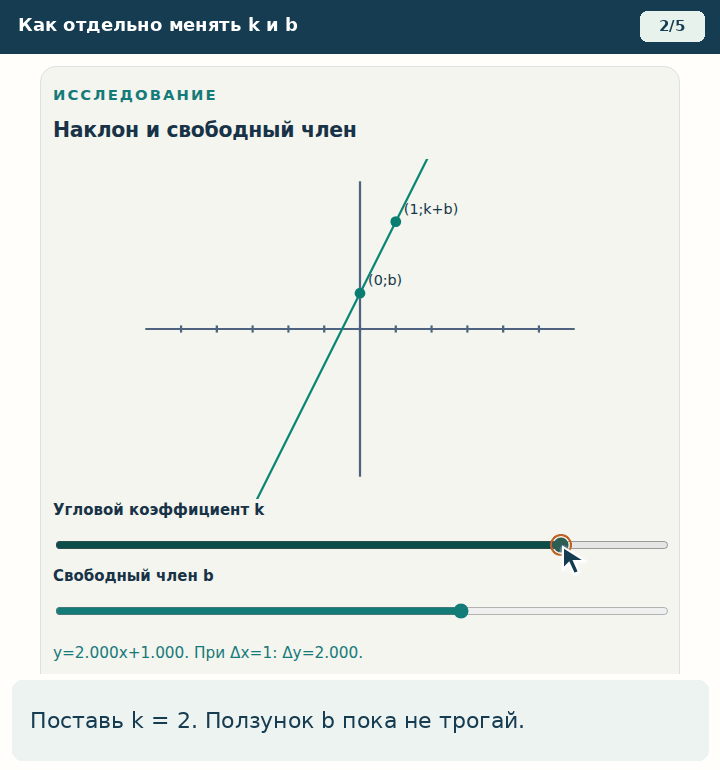 Как отдельно менять k и b
2/5
ИССЛЕДОВАНИЕ
Наклон и свободный член
(1;k+b)
(0;b)
Угловой коэффициент k
Свободный член b
y=2.000x+1.000. При Δx=1: Δy=2.000.
Поставь k = 2. Ползунок b пока не трогай.